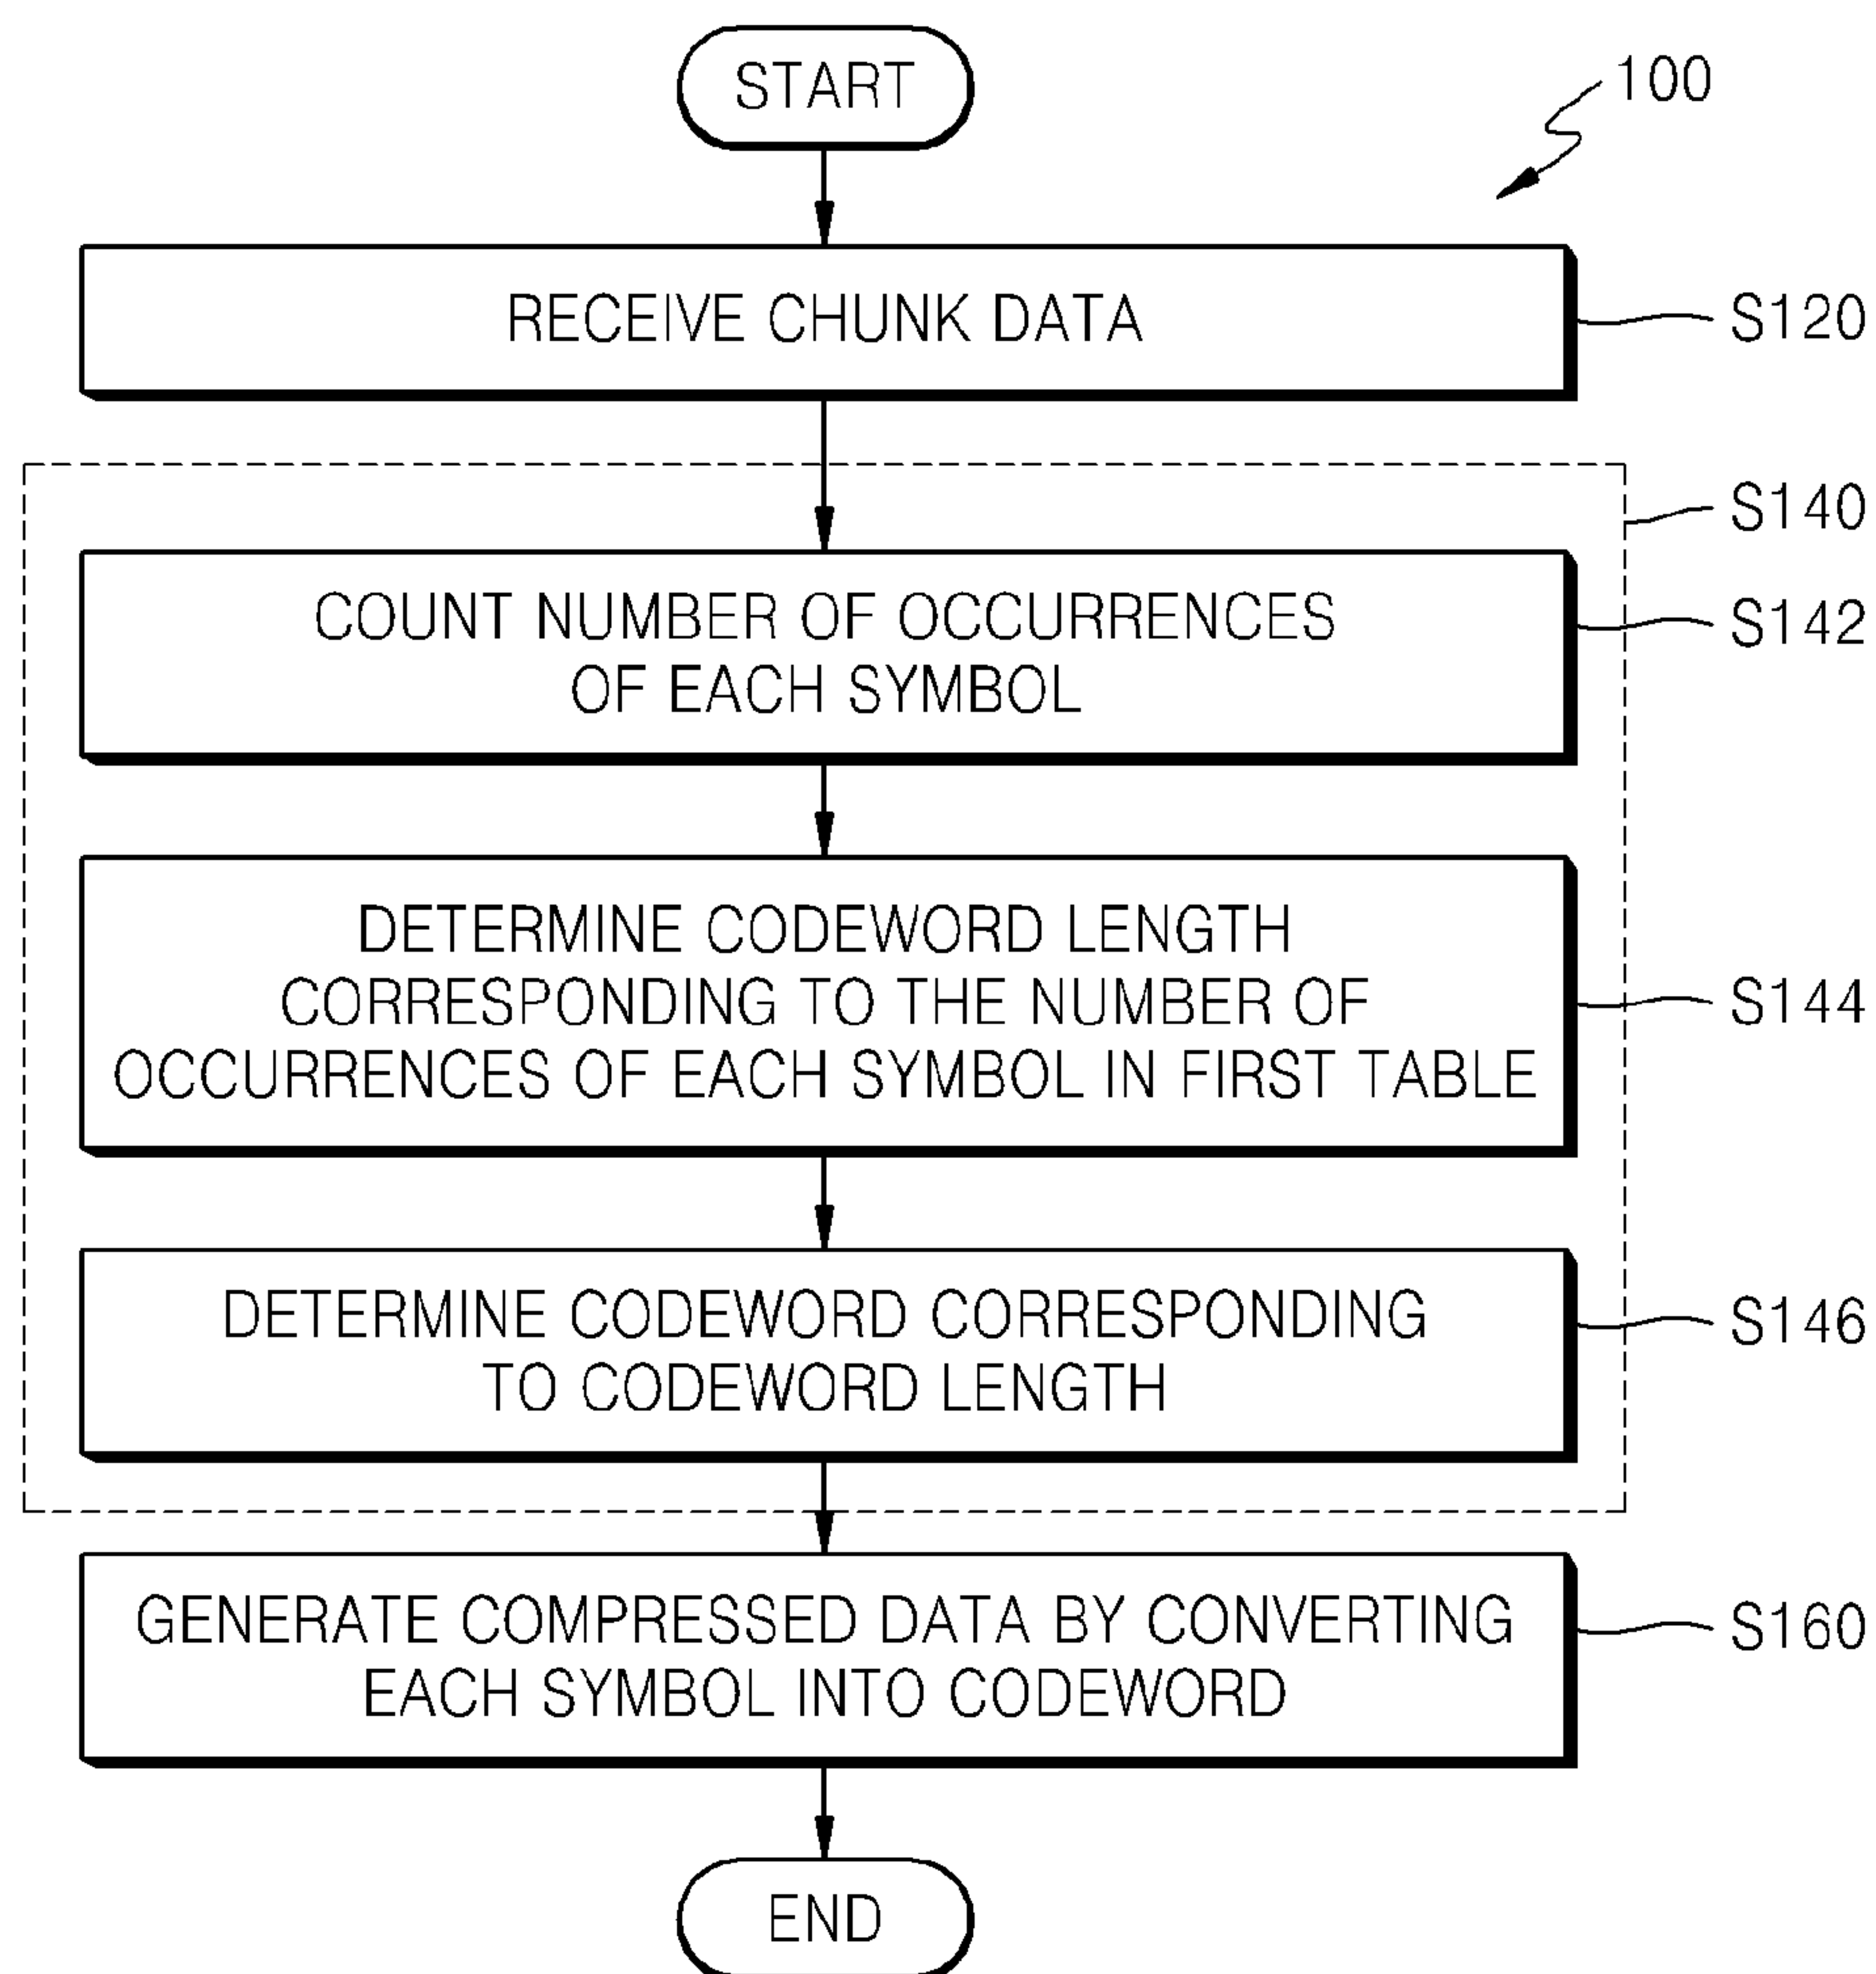 START
100
RECEIVE CHUNK DATA
S120
S140
COUNT NUMBER OF OCCURRENCES
OF EACH SYMBOL
S142
DETERMINE CODEWORD LENGTH
CORRESPONDING TO THE NUMBER OF
OCCURRENCES OF EACH SYMBOL IN FIRST TABLE
S144
DETERMINE CODEWORD CORRESPONDING
TO CODEWORD LENGTH
S146
GENERATE COMPRESSED DATA BY CONVERTING
EACH SYMBOL INTO CODEWORD
S160
END